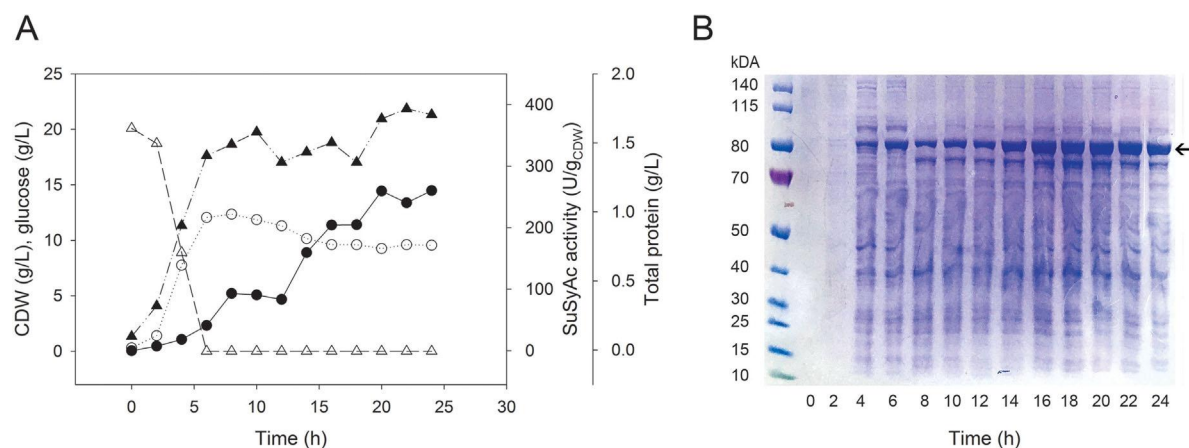 A
25
20
15
10
5
0
CDW (g/L), glucose (g/L)
0 5 10 15 20 25 30
Time (h)
400
300
200
100
0
SuSyAc activity (U/gCDW)
2.0
1.5
1.0
0.5
0.0
Total protein (g/L)
B
kDA
140
115
80
70
50
40
30
25
15
10
0 2 4 6 8 10 12 14 16 18 20 22 24
Time (h)